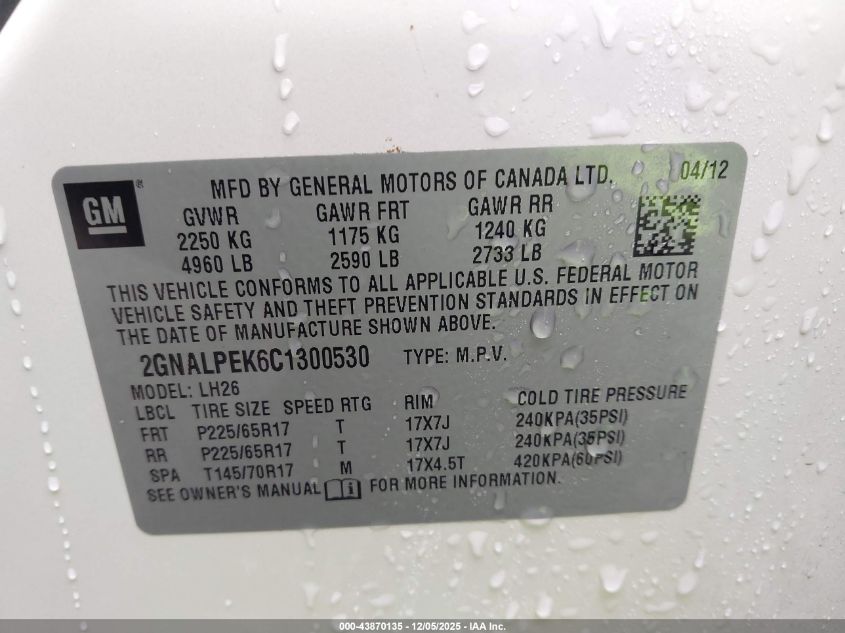 GM ® MFD BY GENERAL MOTORS OF CANADA LTD. 04/12
GVWR GAWR FRT GAWR RR
2250 KG 1175 KG 1240 KG
4960 LB 2590 LB 2733 LB
THIS VEHICLE CONFORMS TO ALL APPLICABLE U.S. FEDERAL MOTOR
VEHICLE SAFETY AND THEFT PREVENTION STANDARDS IN EFFECT ON
THE DATE OF MANUFACTURE SHOWN ABOVE.
2GNALPEK6C1300530 TYPE: M.P.V.
MODEL: LH26
LBCL TIRE SIZE SPEED RTG RIM COLD TIRE PRESSURE
FRT P225/65R17 T 17X7J 240KPA(35PSI)
RR P225/65R17 T 17X7J 240KPA(35PSI)
SPA T145/70R17 M 17X4.5T 420KPA(60PSI)
SEE OWNER'S MANUAL FOR MORE INFORMATION.
000-43870135 - 12/05/2025 - IAA Inc.